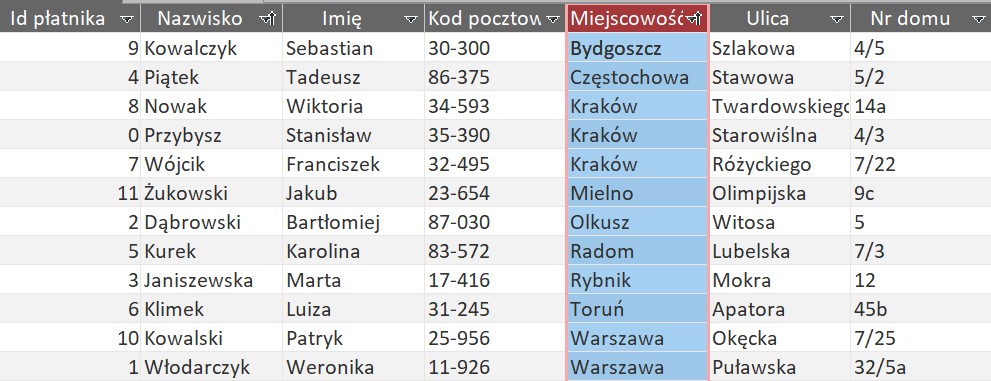 Id płatnika Nazwisko Imię Kod pocztow Miejscowość Ulica Nr domu
9 Kowalczyk Sebastian 30-300 Bydgoszcz Szlakowa 4/5
4 Piątek Tadeusz 86-375 Częstochowa Stawowa 5/2
8 Nowak Wiktoria 34-593 Kraków Twardowskiego 14a
0 Przybysz Stanisław 35-390 Kraków Starowiślna 4/3
7 Wójcik Franciszek 32-495 Kraków Różyckiego 7/22
11 Żukowski Jakub 23-654 Mielno Olimpijska 9c
2 Dąbrowski Bartłomiej 87-030 Olkusz Witosa 5
5 Kurek Karolina 83-572 Radom Lubelska 7/3
3 Janiszewska Marta 17-416 Rybnik Mokra 12
6 Klimek Luiza 31-245 Toruń Apatora 45b
10 Kowalski Patryk 25-956 Warszawa Okęcka 7/25
1 Włodarczyk Weronika 11-926 Warszawa Puławska 32/5a